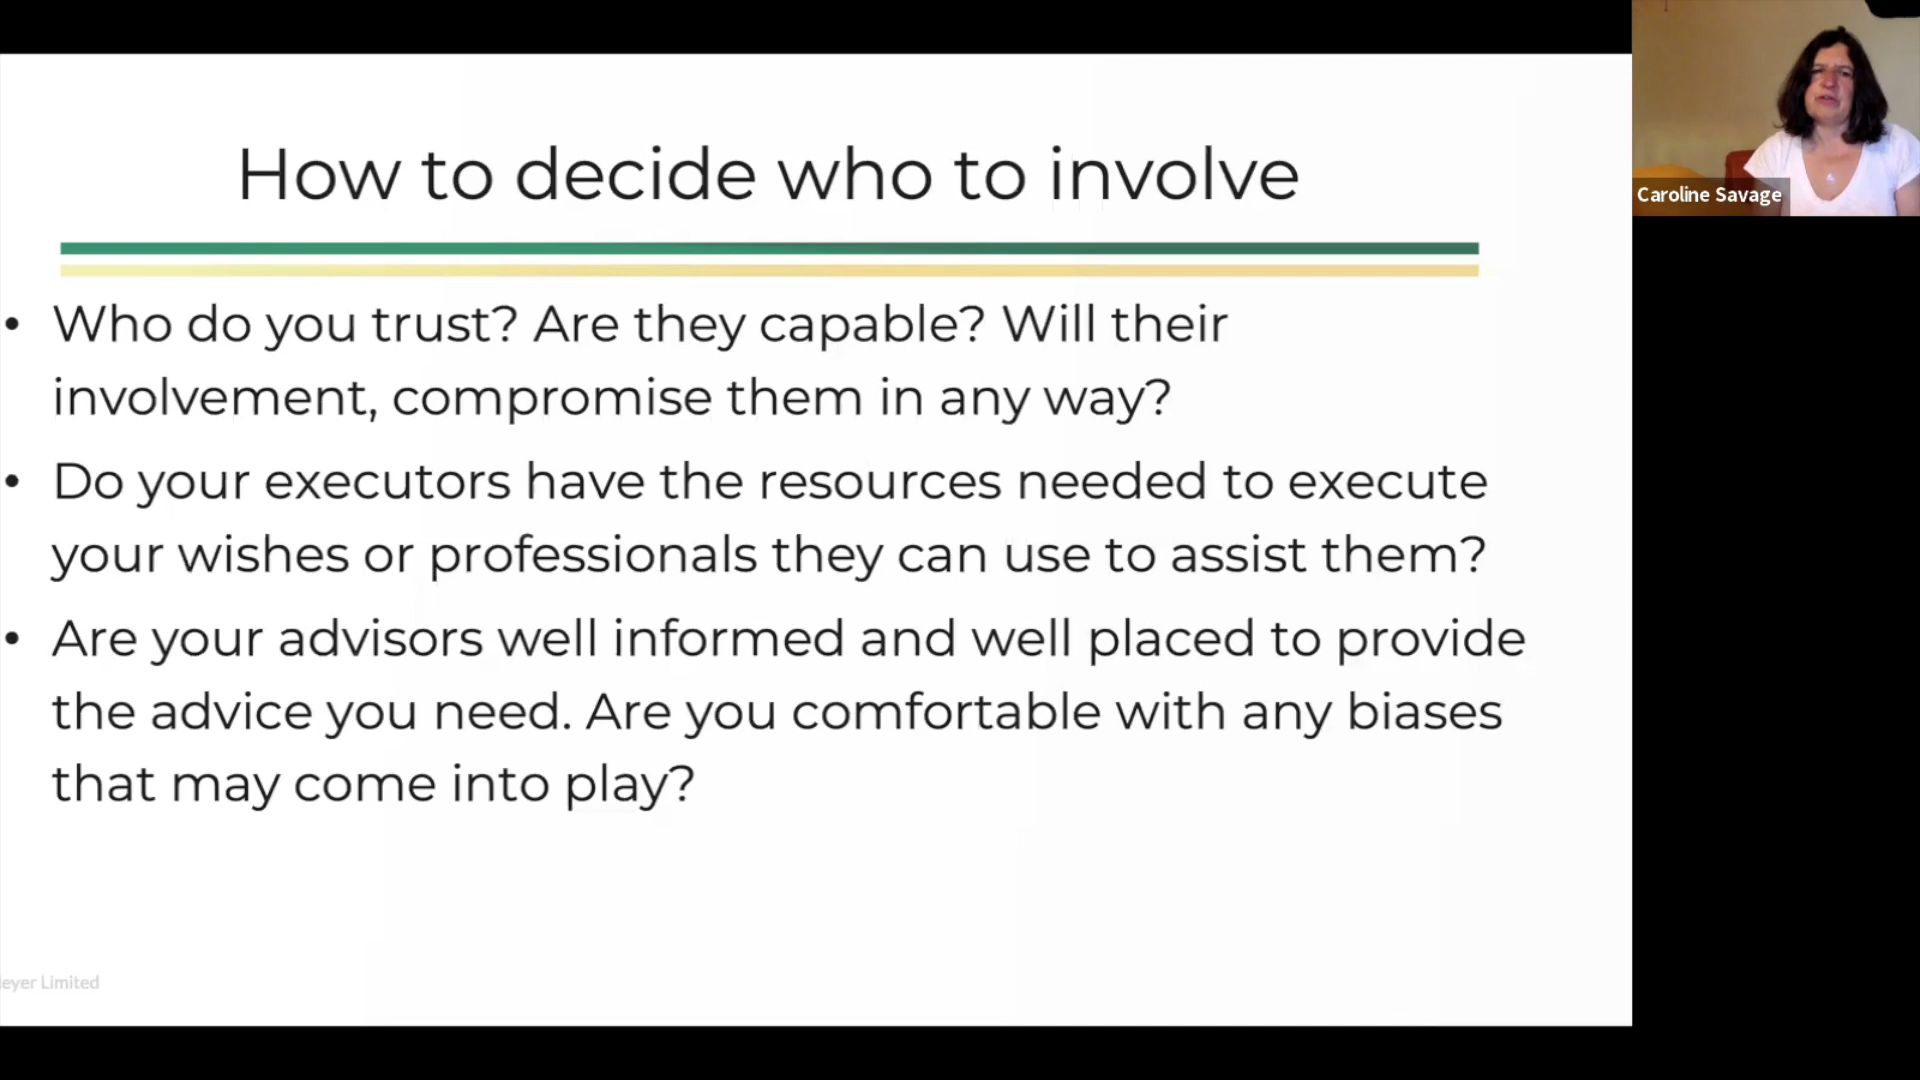 How to decide who to involve
• Who do you trust? Are they capable? Will their
involvement, compromise them in any way?
• Do your executors have the resources needed to execute
your wishes or professionals they can use to assist them?
• Are your advisors well informed and well placed to provide
the advice you need. Are you comfortable with any biases
that may come into play?
Limited
Caroline Savage